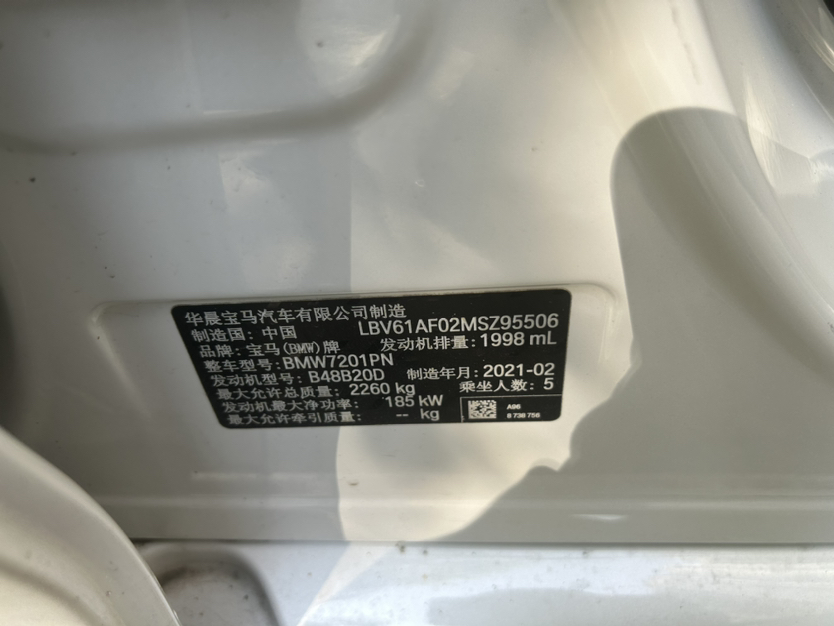 华晨宝马汽车有限公司制造
制造国：中国 LBV61AF02MSZ95506
品牌：宝马(BMW)牌 发动机排量：1998 mL
整车型号：BMW7201PN
发动机型号：B48B20D 制造年月：2021-02
最大允许总质量：2260 kg 乘坐人数：5
发动机最大净功率：185 kW
最大允许牵引质量：-- kg
A96
8 738 756